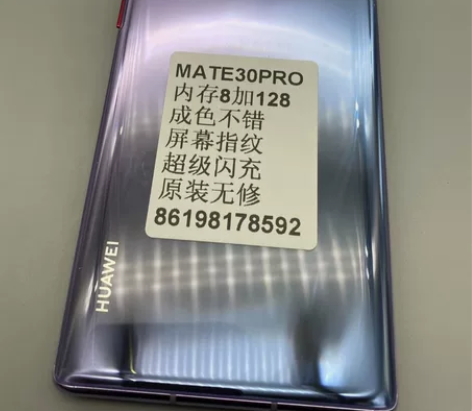 MATE30PRO
内存8加128
成色不错
屏幕指纹
超级闪充
原装无修
86198178592
HUAWEI